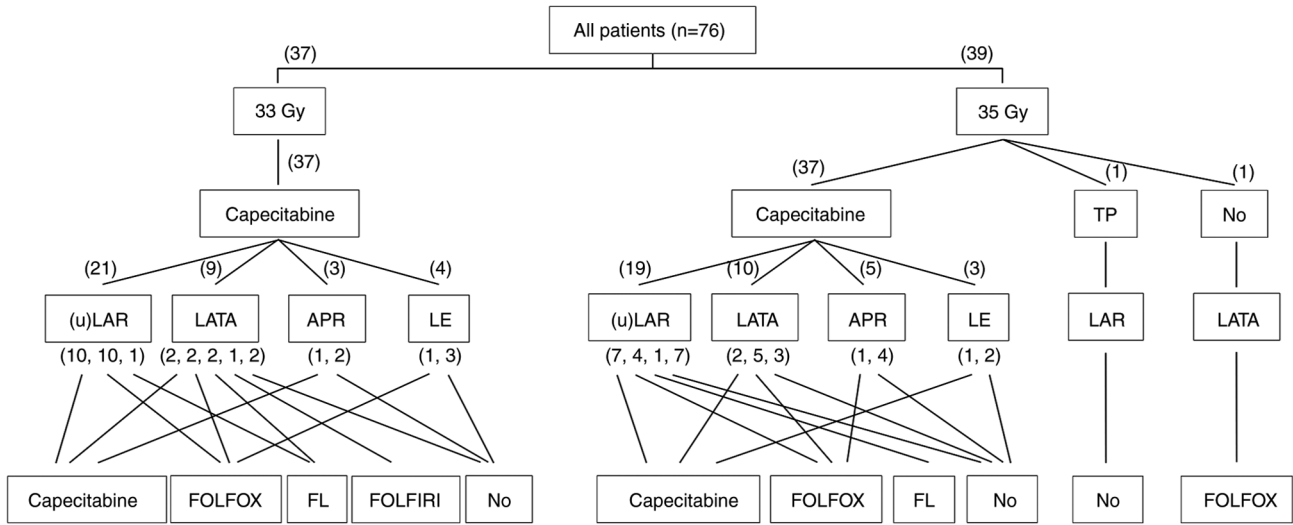 All patients (n=76)
(37) (39)
33 Gy 35 Gy
(37) (37) (1) (1)
Capecitabine Capecitabine TP No
(21) (9) (3) (4) (19) (10) (5) (3)
(u)LAR LATA APR LE (u)LAR LATA APR LE LAR LATA
(10, 10, 1) (2, 2, 2, 1, 2) (1, 2) (1, 3) (7, 4, 1, 7) (2, 5, 3) (1, 4) (1, 2)
Capecitabine FOLFOX FL FOLFIRI No Capecitabine FOLFOX FL No No FOLFOX